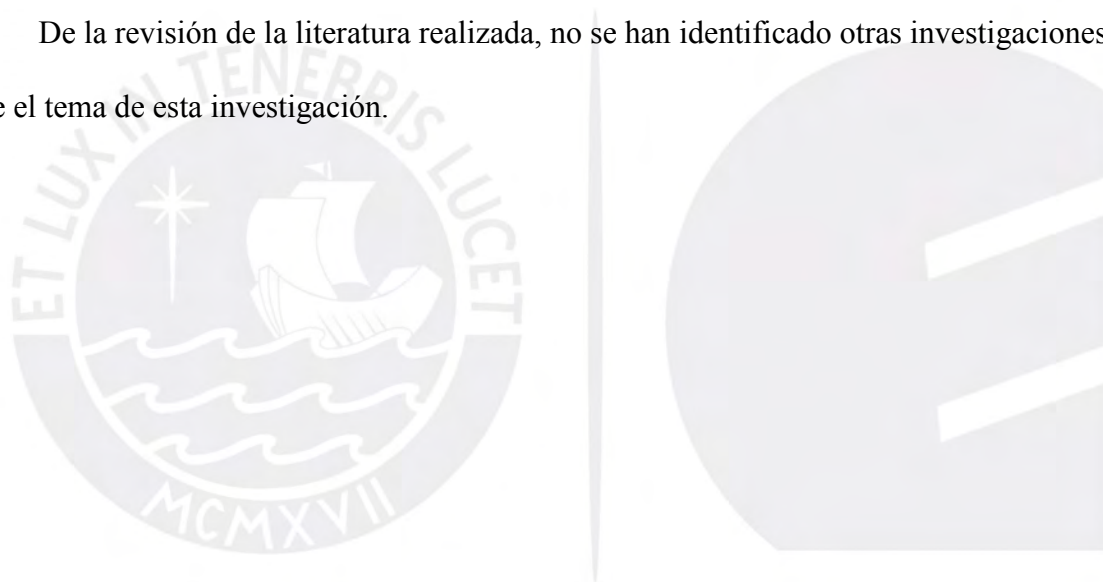 De la revisión de la literatura realizada, no se han identificado otras investigaciones
e el tema de esta investigación.
ET LUX IN TENEBRIS LUCET
MCMXVII